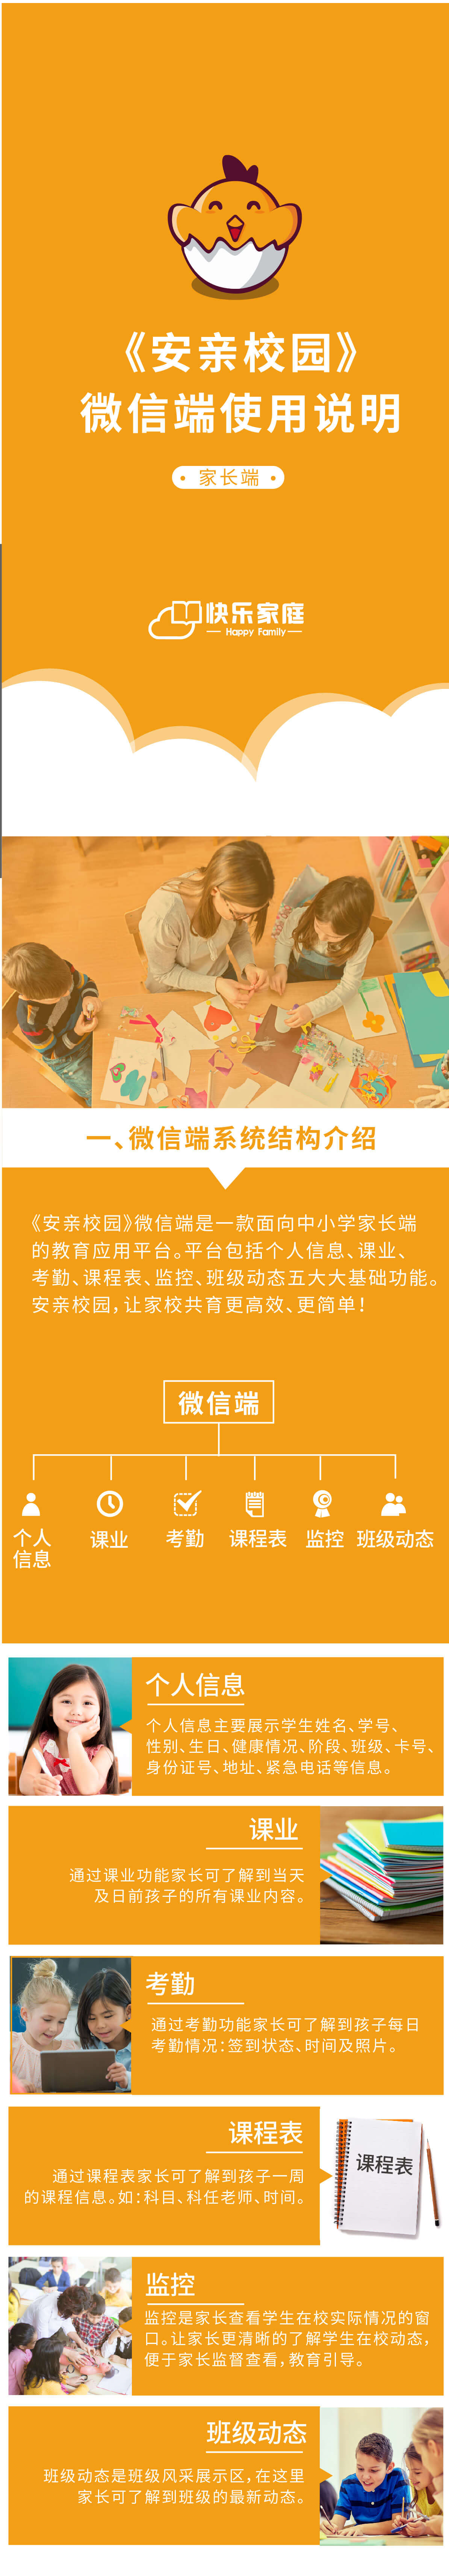 《安亲校园》
微信端使用说明
家长端
快乐家庭
Happy Family
一、微信端系统结构介绍
《安亲校园》微信端是一款面向中小学家长端
的教育应用平台。平台包括个人信息、课业、
考勤、课程表、监控、班级动态五大大基础功能。
安亲校园，让家校共育更高效、更简单！
微信端
个人
信息
课业
考勤
课程表
监控
班级动态
个人信息
个人信息主要展示学生姓名、学号、
性别、生日、健康情况、阶段、班级、卡号、
身份证号、地址、紧急电话等信息。
课业
通过课业功能家长可了解到当天
及日前孩子的所有课业内容。
考勤
通过考勤功能家长可了解到孩子每日
考勤情况：签到状态、时间及照片。
课程表
通过课程表家长可了解到孩子一周
的课程信息。如：科目、科任老师、时间。
课程表
监控
监控是家长查看学生在校实际情况的窗
口。让家长更清晰的了解学生在校动态，
便于家长监督查看，教育引导。
班级动态
班级动态是班级风采展示区，在这里
家长可了解到班级的最新动态。